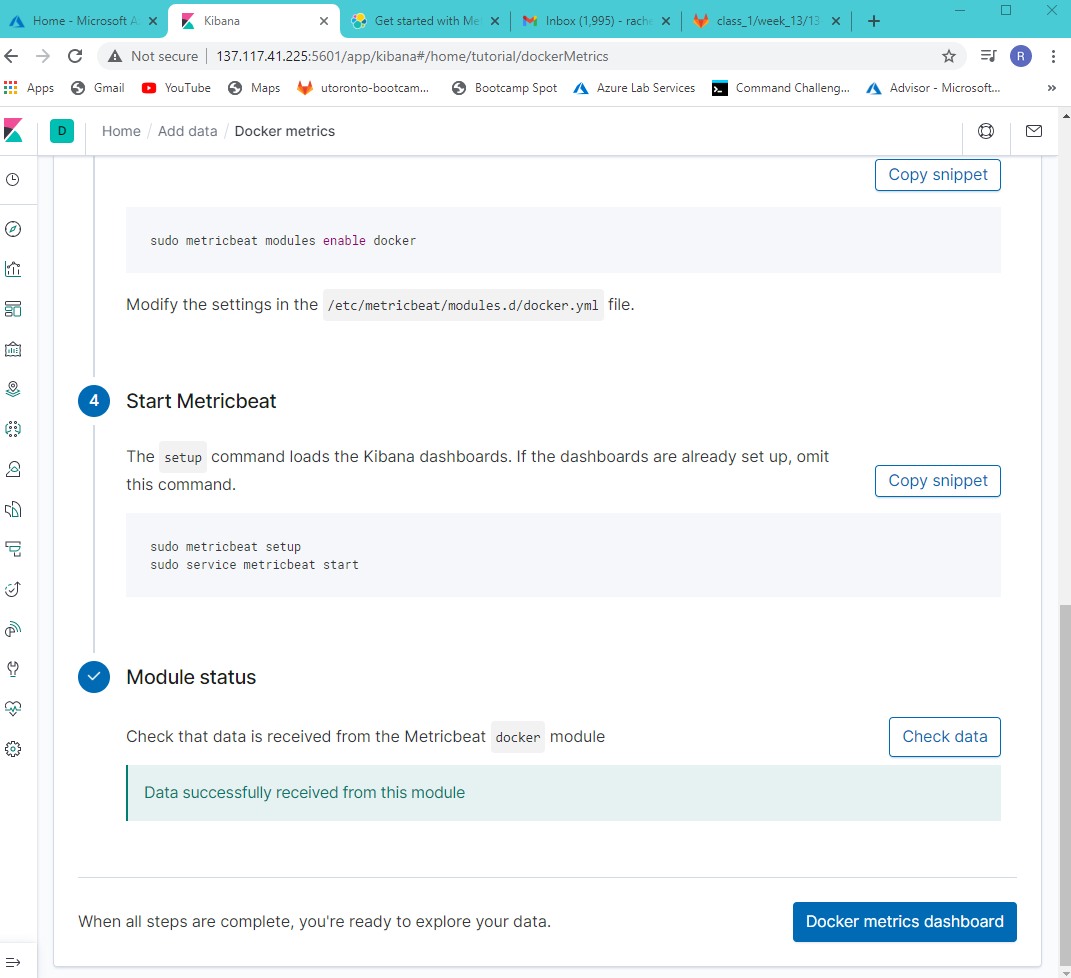 Home - Microsoft A
Kibana
Get started with Met
Inbox (1,995) - rache
class_1/week_13/13
Not secure
137.117.41.225:5601/app/kibana#/home/tutorial/dockerMetrics
R
Apps
Gmail
YouTube
Maps
utoronto-bootcam...
Bootcamp Spot
Azure Lab Services
Command Challeng...
Advisor - Microsoft...
»
D
Home / Add data / Docker metrics
Copy snippet
sudo metricbeat modules enable docker
Modify the settings in the /etc/metricbeat/modules.d/docker.yml file.
4
Start Metricbeat
The setup command loads the Kibana dashboards. If the dashboards are already set up, omit
this command.
Copy snippet
sudo metricbeat setup
sudo service metricbeat start
Module status
Check that data is received from the Metricbeat docker module
Check data
Data successfully received from this module
When all steps are complete, you're ready to explore your data.
Docker metrics dashboard